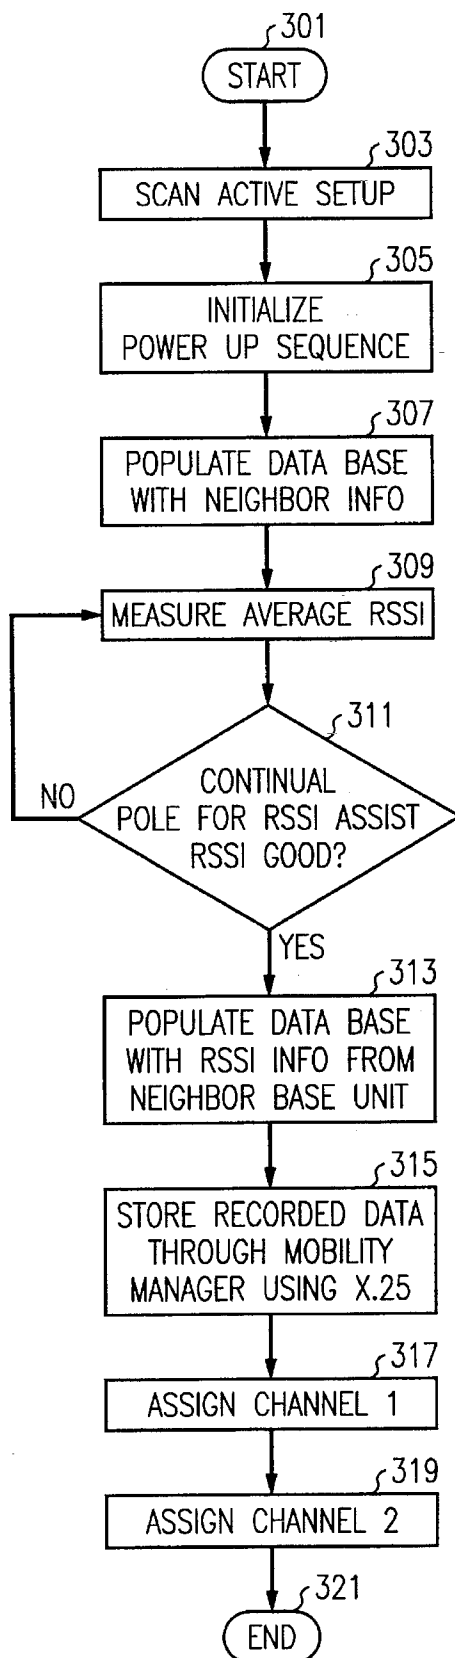 301
START
303
SCAN ACTIVE SETUP
305
INITIALIZE
POWER UP SEQUENCE
307
POPULATE DATA BASE
WITH NEIGHBOR INFO
309
MEASURE AVERAGE RSSI
311
CONTINUAL
POLE FOR RSSI ASSIST
RSSI GOOD?
NO
YES
313
POPULATE DATA BASE
WITH RSSI INFO FROM
NEIGHBOR BASE UNIT
315
STORE RECORDED DATA
THROUGH MOBILITY
MANAGER USING X.25
317
ASSIGN CHANNEL 1
319
ASSIGN CHANNEL 2
321
END